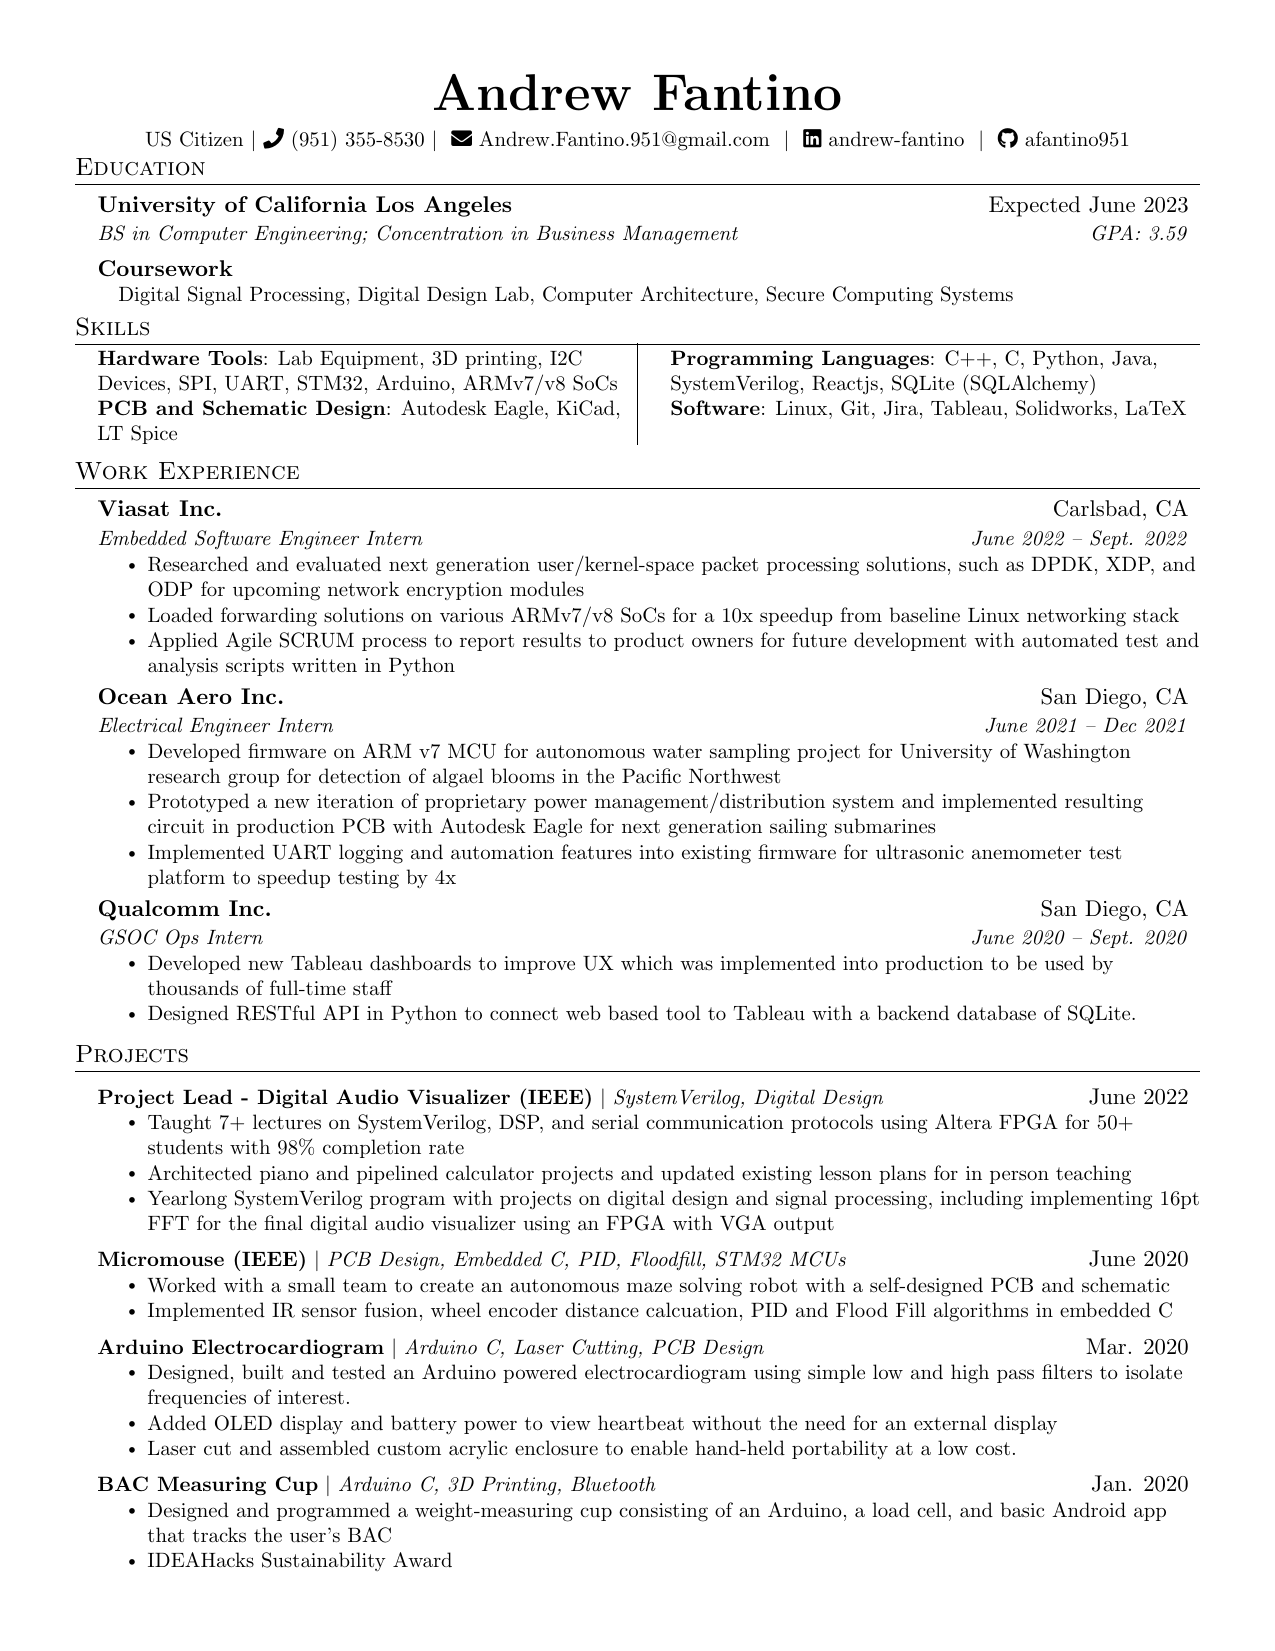 Andrew Fantino
US Citizen | (951) 355-8530 | Andrew.Fantino.951@gmail.com | andrew-fantino | afantino951
Education
University of California Los Angeles Expected June 2023
BS in Computer Engineering; Concentration in Business Management GPA: 3.59
Coursework
Digital Signal Processing, Digital Design Lab, Computer Architecture, Secure Computing Systems
Skills
Hardware Tools: Lab Equipment, 3D printing, I2C
Devices, SPI, UART, STM32, Arduino, ARMv7/v8 SoCs
PCB and Schematic Design: Autodesk Eagle, KiCad,
LT Spice
Programming Languages: C++, C, Python, Java,
SystemVerilog, Reactjs, SQLite (SQLAlchemy)
Software: Linux, Git, Jira, Tableau, Solidworks, LaTeX
Work Experience
Viasat Inc. Carlsbad, CA
Embedded Software Engineer Intern June 2022 – Sept. 2022
• Researched and evaluated next generation user/kernel-space packet processing solutions, such as DPDK, XDP, and
ODP for upcoming network encryption modules
• Loaded forwarding solutions on various ARMv7/v8 SoCs for a 10x speedup from baseline Linux networking stack
• Applied Agile SCRUM process to report results to product owners for future development with automated test and
analysis scripts written in Python
Ocean Aero Inc. San Diego, CA
Electrical Engineer Intern June 2021 – Dec 2021
• Developed firmware on ARM v7 MCU for autonomous water sampling project for University of Washington
research group for detection of algael blooms in the Pacific Northwest
• Prototyped a new iteration of proprietary power management/distribution system and implemented resulting
circuit in production PCB with Autodesk Eagle for next generation sailing submarines
• Implemented UART logging and automation features into existing firmware for ultrasonic anemometer test
platform to speedup testing by 4x
Qualcomm Inc. San Diego, CA
GSOC Ops Intern June 2020 – Sept. 2020
• Developed new Tableau dashboards to improve UX which was implemented into production to be used by
thousands of full-time staff
• Designed RESTful API in Python to connect web based tool to Tableau with a backend database of SQLite.
Projects
Project Lead - Digital Audio Visualizer (IEEE) | SystemVerilog, Digital Design June 2022
• Taught 7+ lectures on SystemVerilog, DSP, and serial communication protocols using Altera FPGA for 50+
students with 98% completion rate
• Architected piano and pipelined calculator projects and updated existing lesson plans for in person teaching
• Yearlong SystemVerilog program with projects on digital design and signal processing, including implementing 16pt
FFT for the final digital audio visualizer using an FPGA with VGA output
Micromouse (IEEE) | PCB Design, Embedded C, PID, Floodfill, STM32 MCUs June 2020
• Worked with a small team to create an autonomous maze solving robot with a self-designed PCB and schematic
• Implemented IR sensor fusion, wheel encoder distance calcuation, PID and Flood Fill algorithms in embedded C
Arduino Electrocardiogram | Arduino C, Laser Cutting, PCB Design Mar. 2020
• Designed, built and tested an Arduino powered electrocardiogram using simple low and high pass filters to isolate
frequencies of interest.
• Added OLED display and battery power to view heartbeat without the need for an external display
• Laser cut and assembled custom acrylic enclosure to enable hand-held portability at a low cost.
BAC Measuring Cup | Arduino C, 3D Printing, Bluetooth Jan. 2020
• Designed and programmed a weight-measuring cup consisting of an Arduino, a load cell, and basic Android app
that tracks the user's BAC
• IDEAHacks Sustainability Award